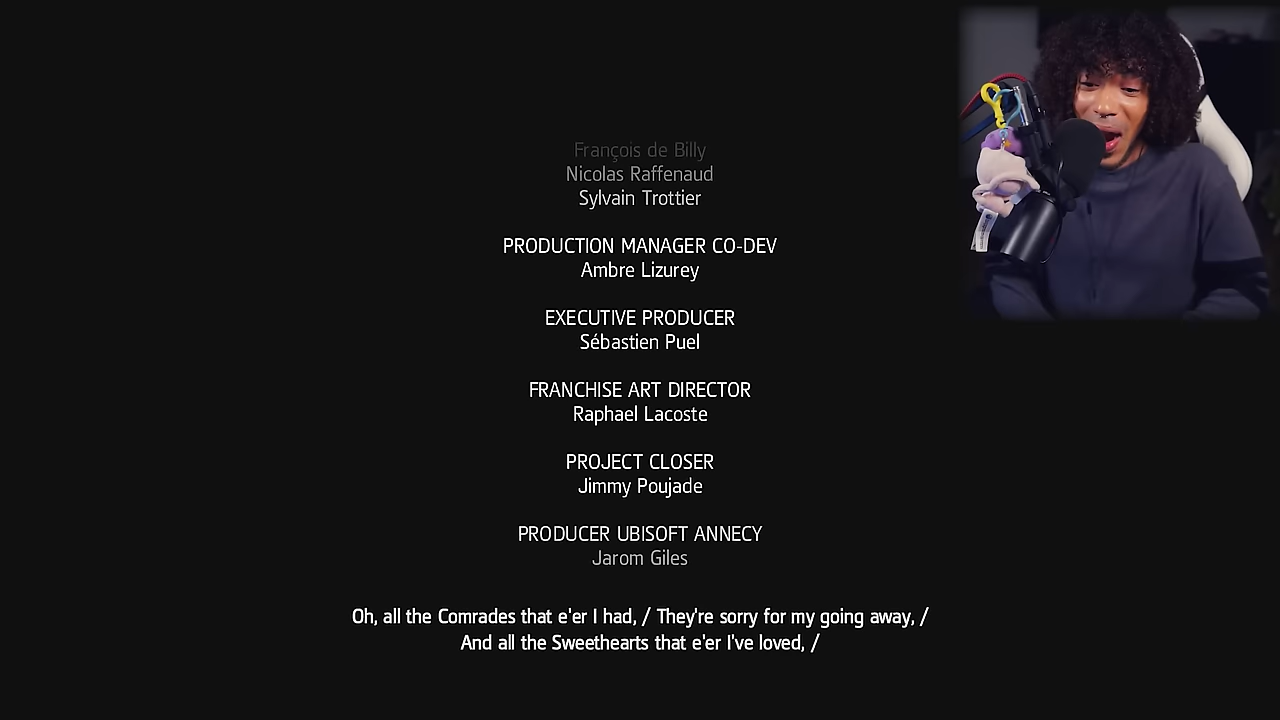 François de Billy
Nicolas Raffenaud
Sylvain Trottier
PRODUCTION MANAGER CO-DEV
Ambre Lizurey
EXECUTIVE PRODUCER
Sébastien Puel
FRANCHISE ART DIRECTOR
Raphael Lacoste
PROJECT CLOSER
Jimmy Poujade
PRODUCER UBISOFT ANNECY
Jarom Giles
Oh, all the Comrades that e'er I had, / They're sorry for my going away, /
And all the Sweethearts that e'er I've loved, /